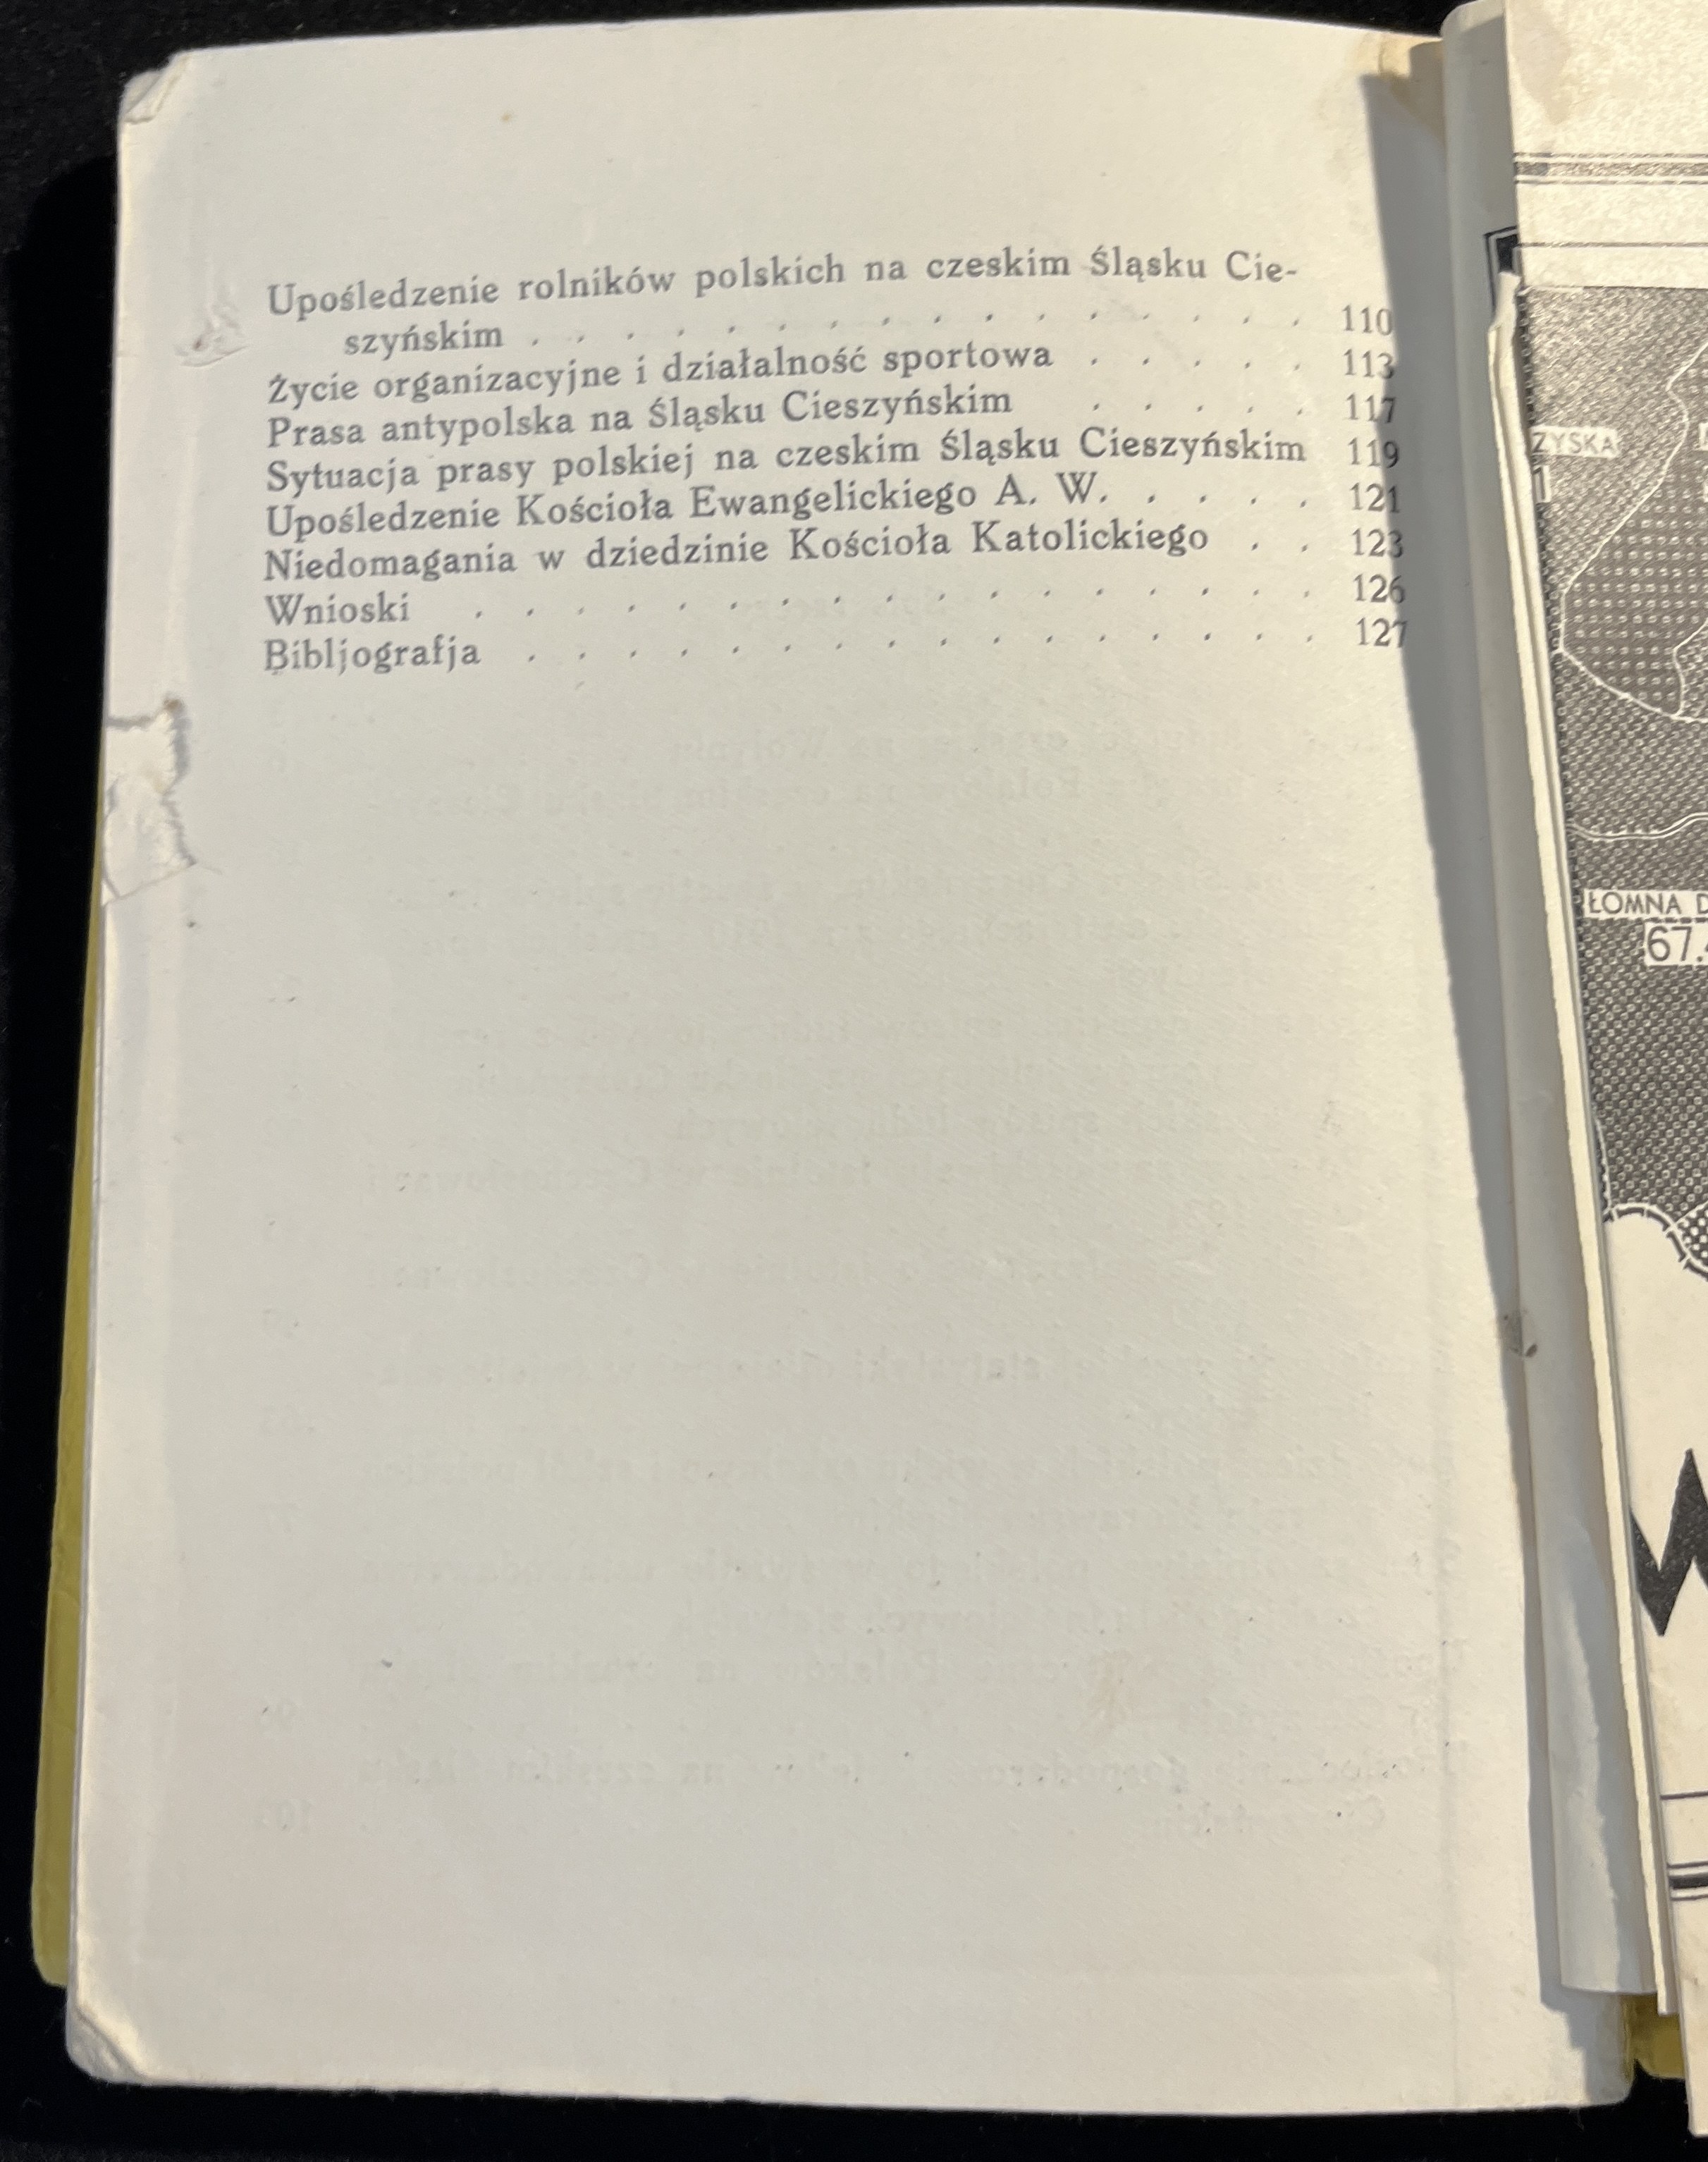 Upośledzenie rolników polskich na czeskim Śląsku Cie-
szyńskim . . . . . . . . . . . . . . . . 110
Życie organizacyjne i działalność sportowa . . . . . 113
Prasa antypolska na Śląsku Cieszyńskim . . . . . 117
Sytuacja prasy polskiej na czeskim Śląsku Cieszyńskim 119
Upośledzenie Kościoła Ewangelickiego A. W. . . . . 121
Niedomagania w dziedzinie Kościoła Katolickiego . . 123
Wnioski . . . . . . . . . . . . . . . . . 126
Bibljografja . . . . . . . . . . . . . . . . 127
ZYSKA
ŁOMNA D
67.
W